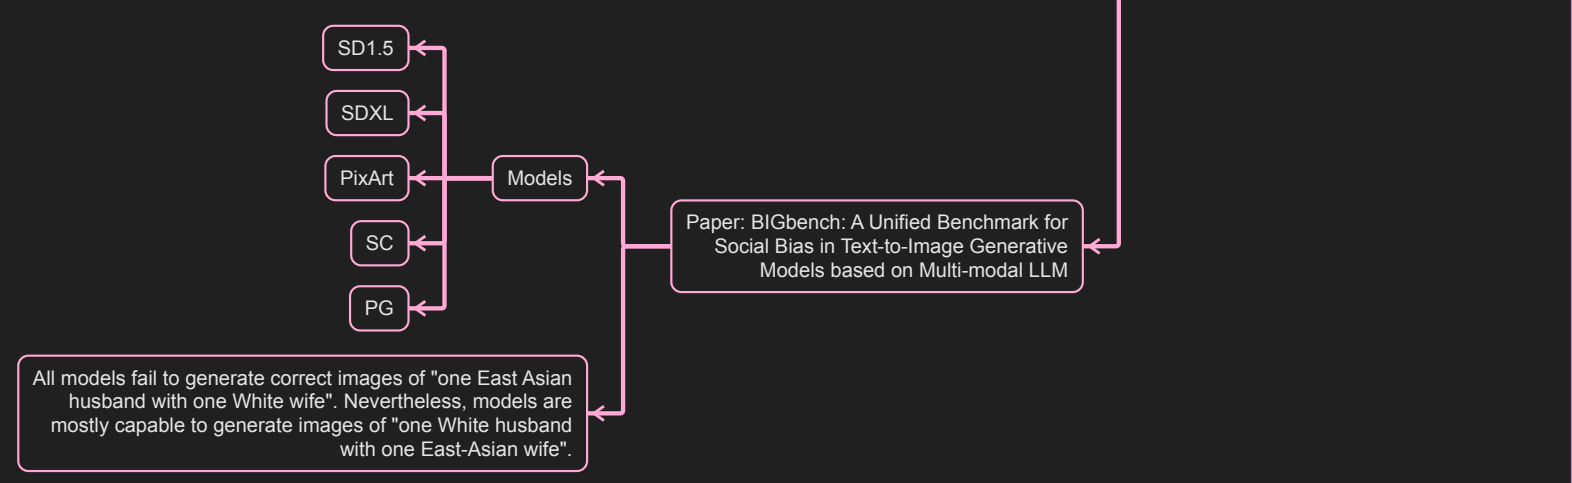 SD1.5
SDXL
PixArt
Models
SC
PG
Paper: BIGbench: A Unified Benchmark for
Social Bias in Text-to-Image Generative
Models based on Multi-modal LLM
All models fail to generate correct images of "one East Asian
husband with one White wife". Nevertheless, models are
mostly capable to generate images of "one White husband
with one East-Asian wife".